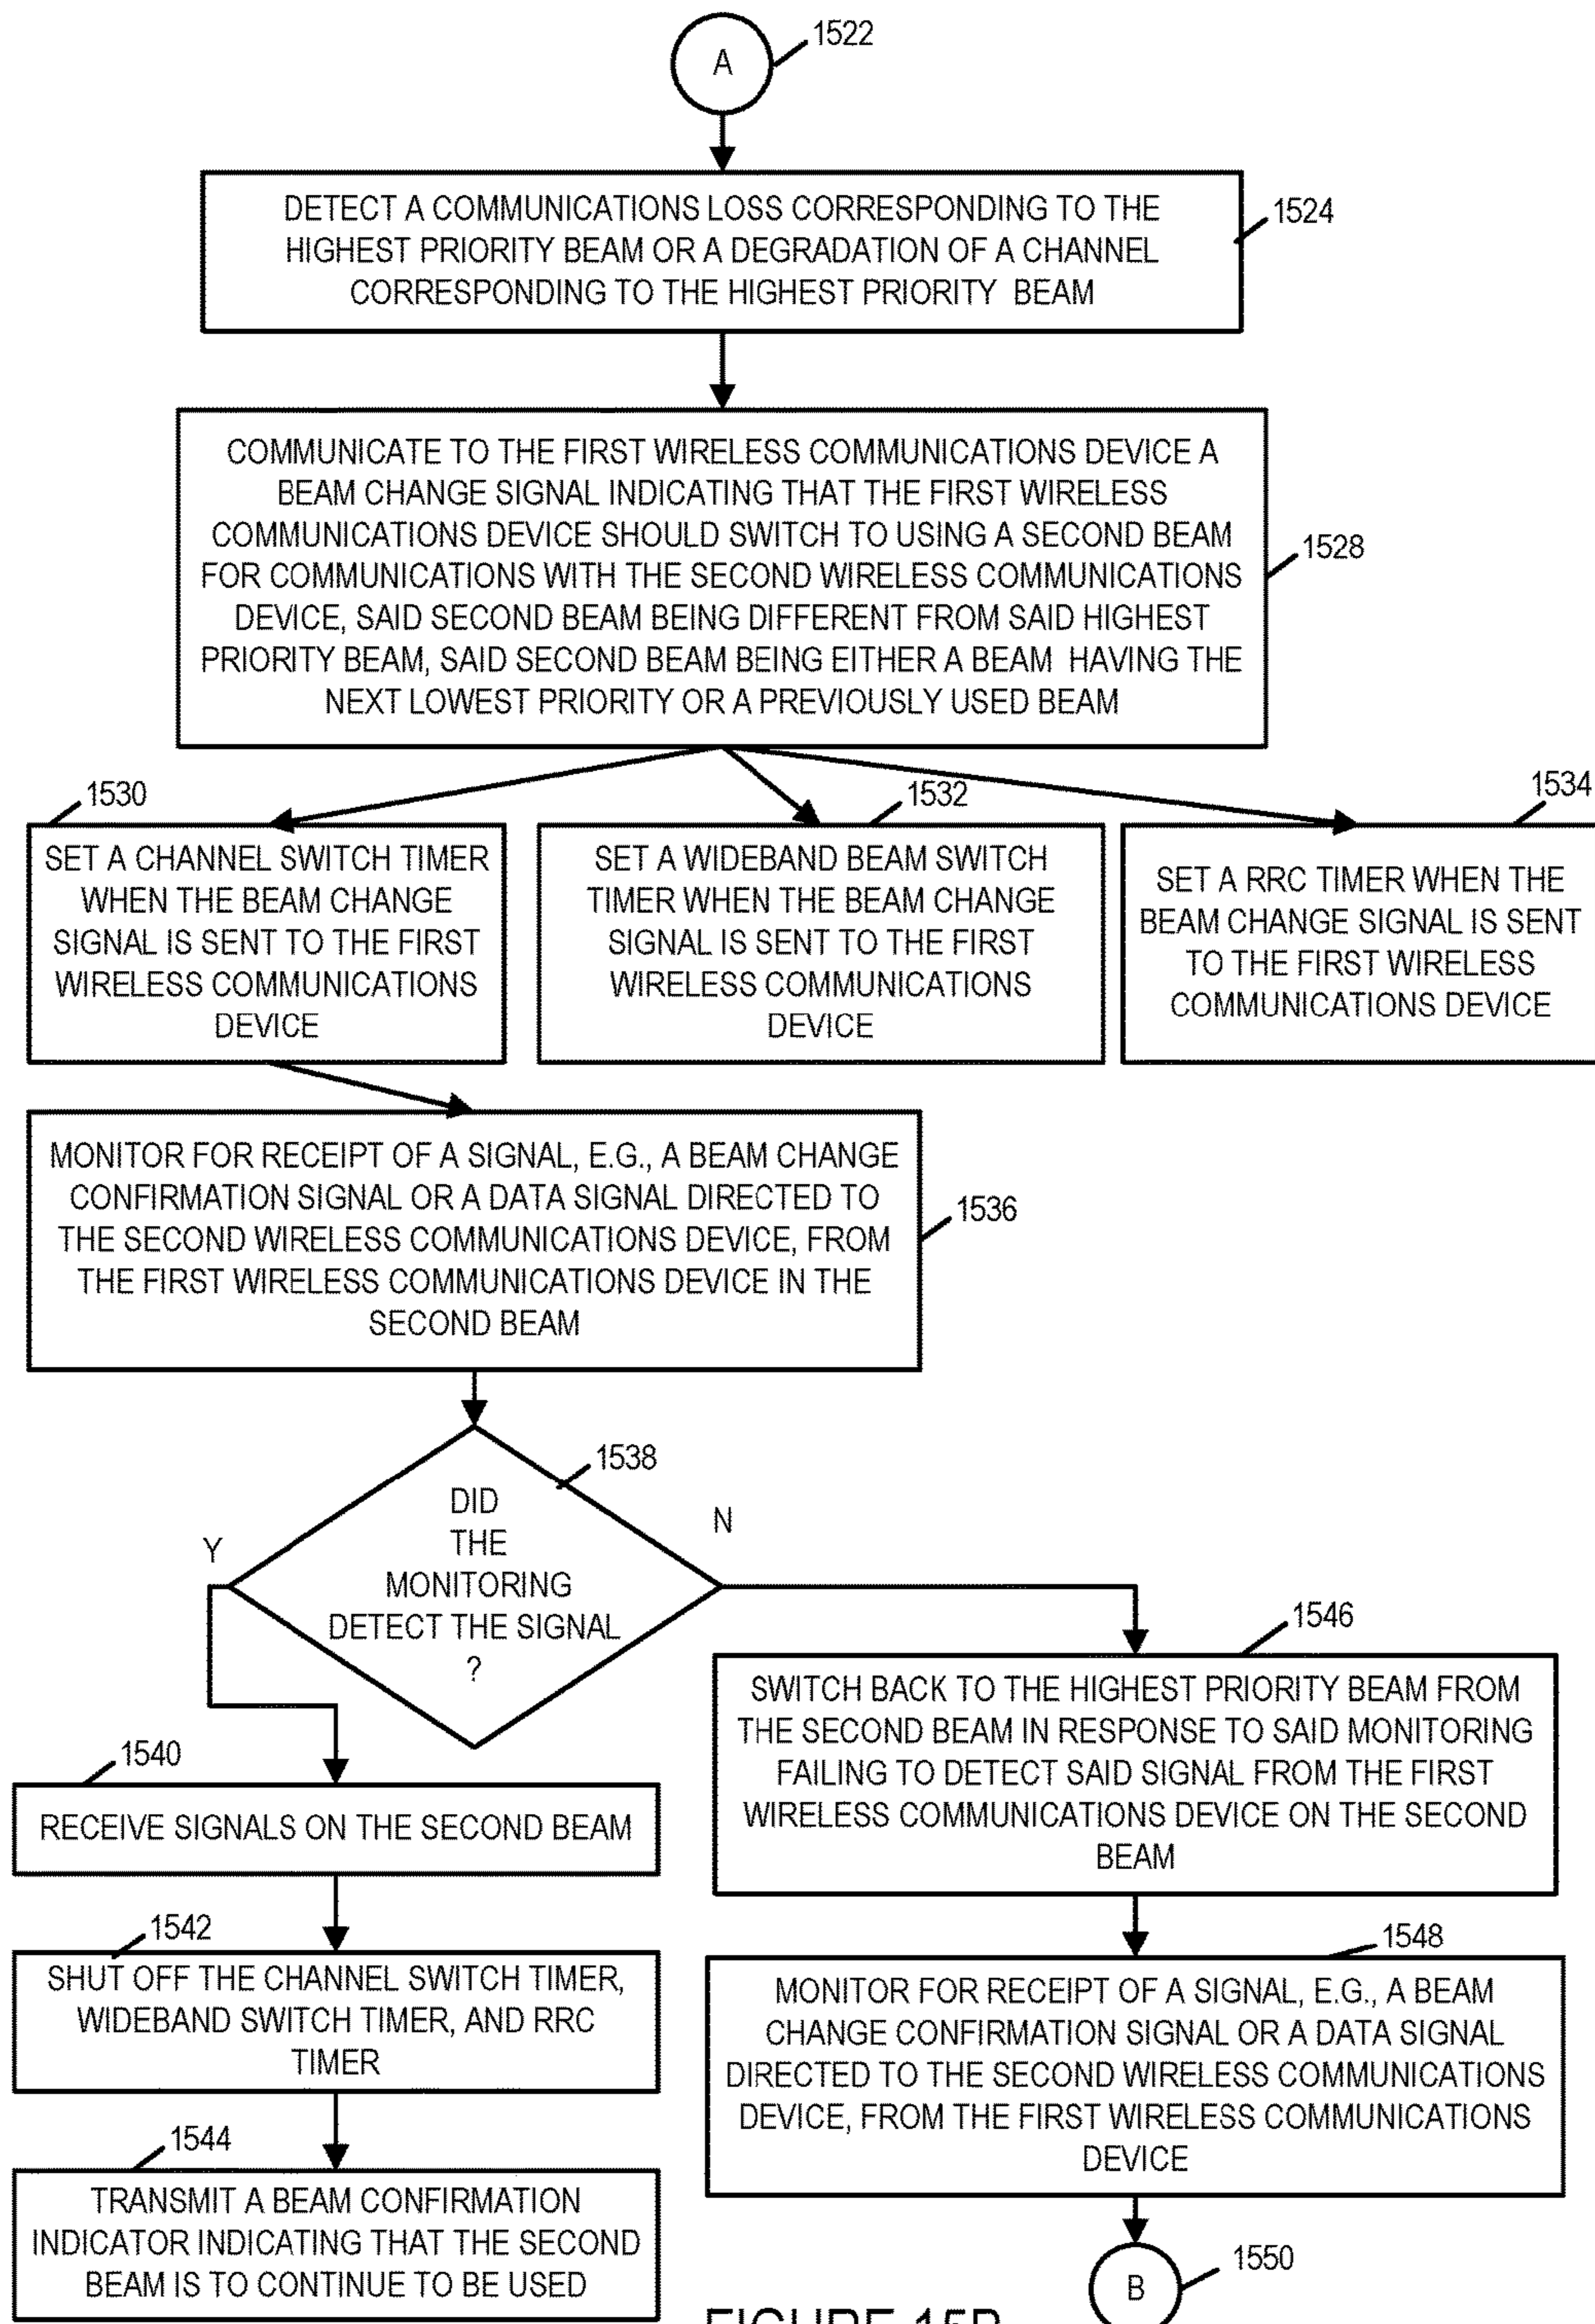 A
1522
DETECT A COMMUNICATIONS LOSS CORRESPONDING TO THE
HIGHEST PRIORITY BEAM OR A DEGRADATION OF A CHANNEL
CORRESPONDING TO THE HIGHEST PRIORITY BEAM
1524
COMMUNICATE TO THE FIRST WIRELESS COMMUNICATIONS DEVICE A
BEAM CHANGE SIGNAL INDICATING THAT THE FIRST WIRELESS
COMMUNICATIONS DEVICE SHOULD SWITCH TO USING A SECOND BEAM
FOR COMMUNICATIONS WITH THE SECOND WIRELESS COMMUNICATIONS
DEVICE, SAID SECOND BEAM BEING DIFFERENT FROM SAID HIGHEST
PRIORITY BEAM, SAID SECOND BEAM BEING EITHER A BEAM HAVING THE
NEXT LOWEST PRIORITY OR A PREVIOUSLY USED BEAM
1528
1530
SET A CHANNEL SWITCH TIMER
WHEN THE BEAM CHANGE
SIGNAL IS SENT TO THE FIRST
WIRELESS COMMUNICATIONS
DEVICE
1532
SET A WIDEBAND BEAM SWITCH
TIMER WHEN THE BEAM CHANGE
SIGNAL IS SENT TO THE FIRST
WIRELESS COMMUNICATIONS
DEVICE
1534
SET A RRC TIMER WHEN THE
BEAM CHANGE SIGNAL IS SENT
TO THE FIRST WIRELESS
COMMUNICATIONS DEVICE
MONITOR FOR RECEIPT OF A SIGNAL, E.G., A BEAM CHANGE
CONFIRMATION SIGNAL OR A DATA SIGNAL DIRECTED TO
THE SECOND WIRELESS COMMUNICATIONS DEVICE, FROM
THE FIRST WIRELESS COMMUNICATIONS DEVICE IN THE
SECOND BEAM
1536
1538
DID
THE
MONITORING
DETECT THE SIGNAL
?
Y
N
1540
RECEIVE SIGNALS ON THE SECOND BEAM
1542
SHUT OFF THE CHANNEL SWITCH TIMER,
WIDEBAND SWITCH TIMER, AND RRC
TIMER
1544
TRANSMIT A BEAM CONFIRMATION
INDICATOR INDICATING THAT THE SECOND
BEAM IS TO CONTINUE TO BE USED
1546
SWITCH BACK TO THE HIGHEST PRIORITY BEAM FROM
THE SECOND BEAM IN RESPONSE TO SAID MONITORING
FAILING TO DETECT SAID SIGNAL FROM THE FIRST
WIRELESS COMMUNICATIONS DEVICE ON THE SECOND
BEAM
1548
MONITOR FOR RECEIPT OF A SIGNAL, E.G., A BEAM
CHANGE CONFIRMATION SIGNAL OR A DATA SIGNAL
DIRECTED TO THE SECOND WIRELESS COMMUNICATIONS
DEVICE, FROM THE FIRST WIRELESS COMMUNICATIONS
DEVICE
B
1550
FIGURE 15B